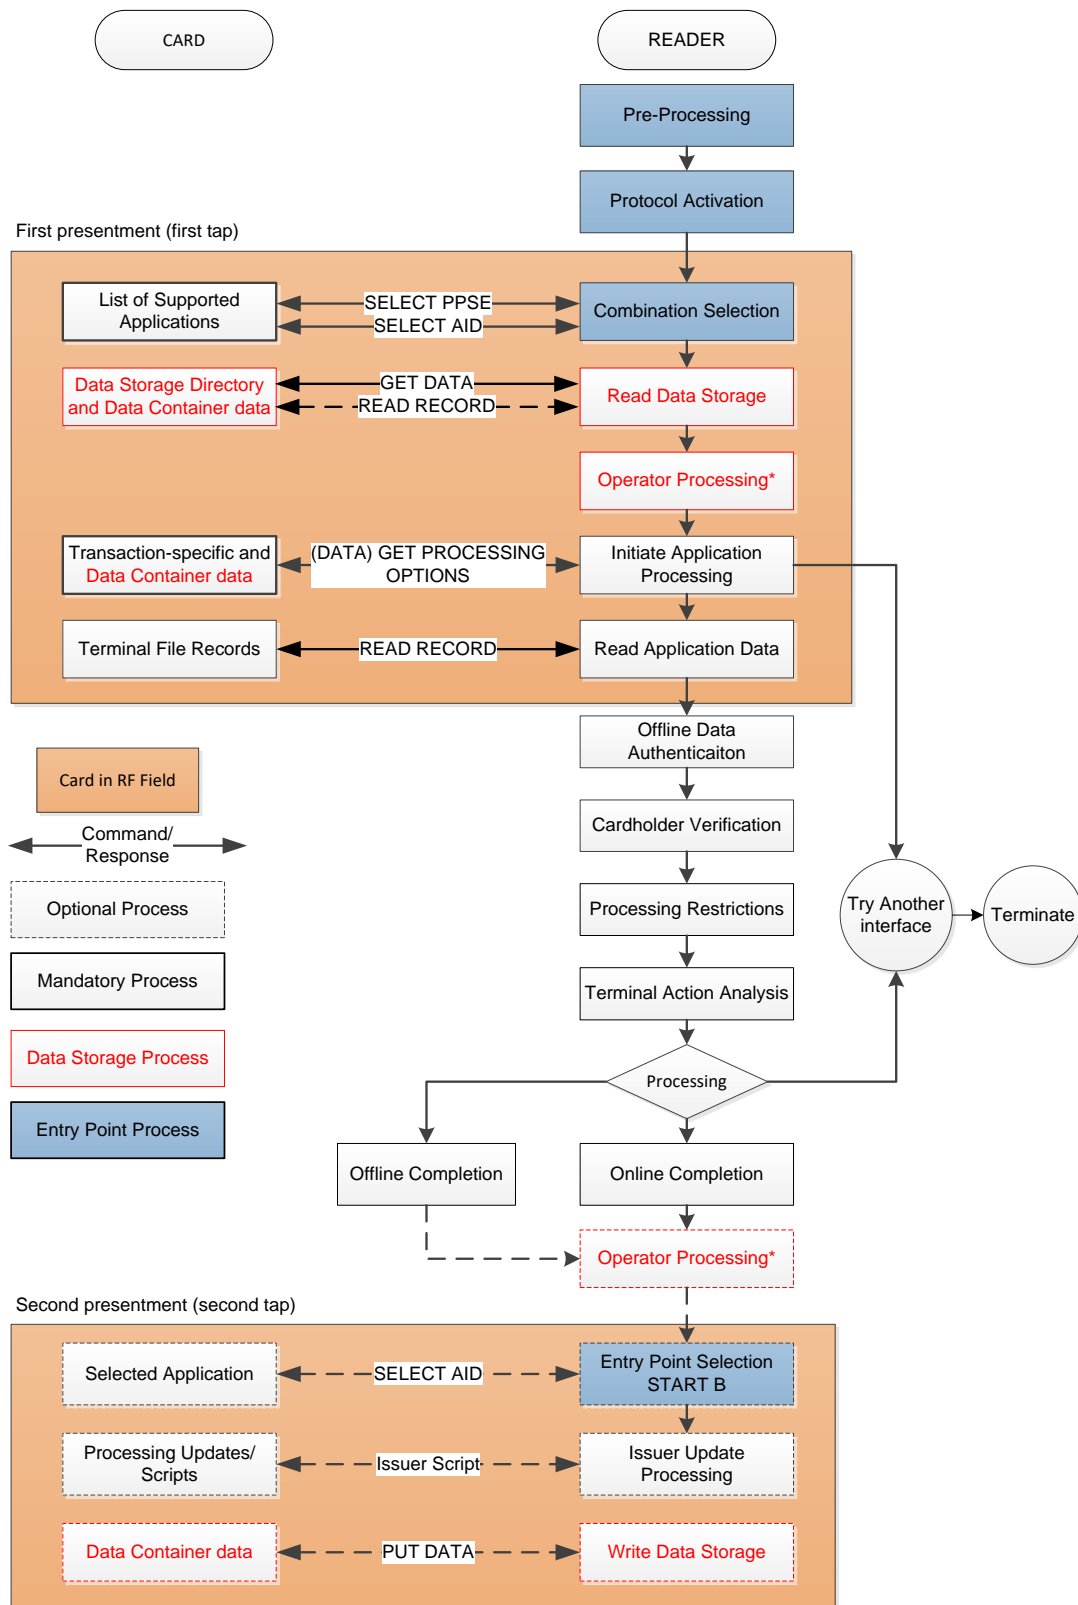 CARD
READER
Pre-Processing
Protocol Activation
First presentment (first tap)
List of Supported
Applications
SELECT PPSE
SELECT AID
Combination Selection
Data Storage Directory
and Data Container data
GET DATA
READ RECORD
Read Data Storage
Operator Processing*
Transaction-specific and
Data Container data
(DATA) GET PROCESSING
OPTIONS
Initiate Application
Processing
Terminal File Records
READ RECORD
Read Application Data
Offline Data
Authenticaiton
Card in RF Field
Cardholder Verification
Command/
Response
Optional Process
Processing Restrictions
Try Another
interface
Terminate
Mandatory Process
Terminal Action Analysis
Data Storage Process
Processing
Entry Point Process
Offline Completion
Online Completion
Operator Processing*
Second presentment (second tap)
Selected Application
SELECT AID
Entry Point Selection
START B
Processing Updates/
Scripts
Issuer Script
Issuer Update
Processing
Data Container data
PUT DATA
Write Data Storage